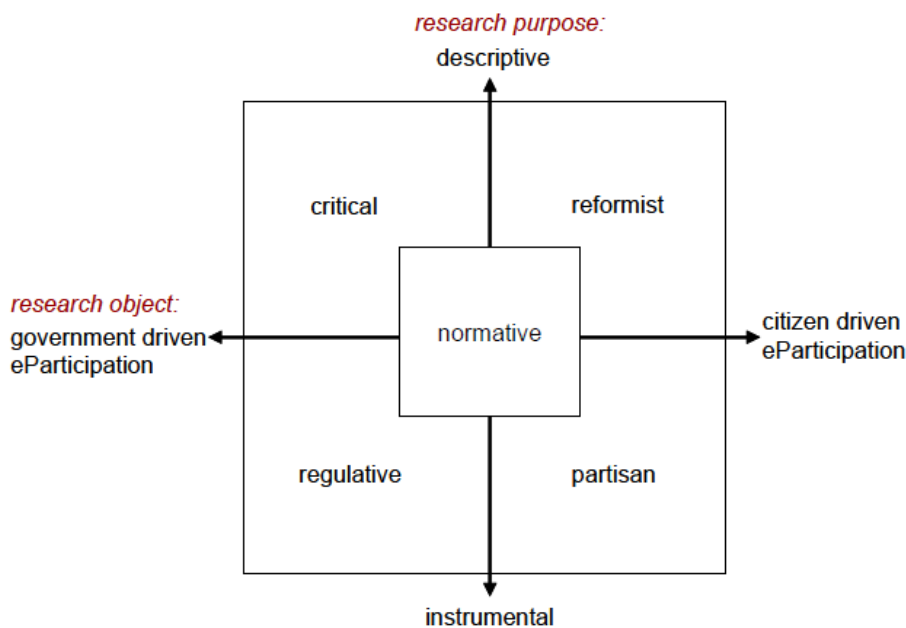 research purpose:
descriptive
critical
reformist
research object:
government driven
eParticipation
normative
citizen driven
eParticipation
regulative
partisan
instrumental